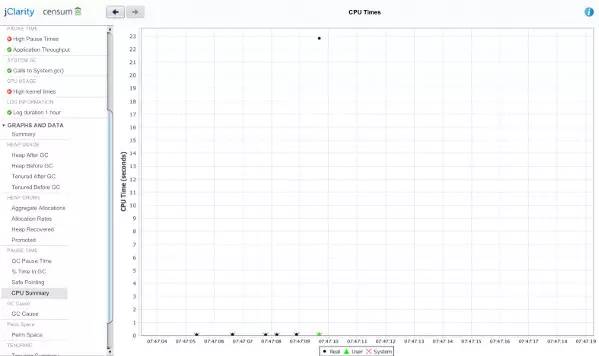 jClarity censum CPU Times
PAUSE TIME
High Pause Times
Application Throughput
SYSTEM GC
Calls to System.gc()
CPU USAGE
High kernel times
LOG INFORMATION
Log duration 1 hour
GRAPHS AND DATA
Summary
Heap After GC
Heap Before GC
Tenured After GC
Tenured Before GC
Aggregate Allocations
Allocation Rates
Heap Recovered
Promoted
PAUSE TIME
GC Pause Time
% Time In GC
Safe Pointing
CPU Summary
GC Cause
GC Cause
Perm Space
Perm Space
TENURING
CPU Time (seconds)
23
22
21
20
19
18
17
16
15
14
13
12
11
10
9
8
7
6
5
4
3
2
1
0
07:47:04 07:47:05 07:47:06 07:47:07 07:47:08 07:47:09 07:47:10 07:47:11 07:47:12 07:47:13 07:47:14 07:47:15 07:47:16 07:47:17 07:47:18 07:47:19
Real User System